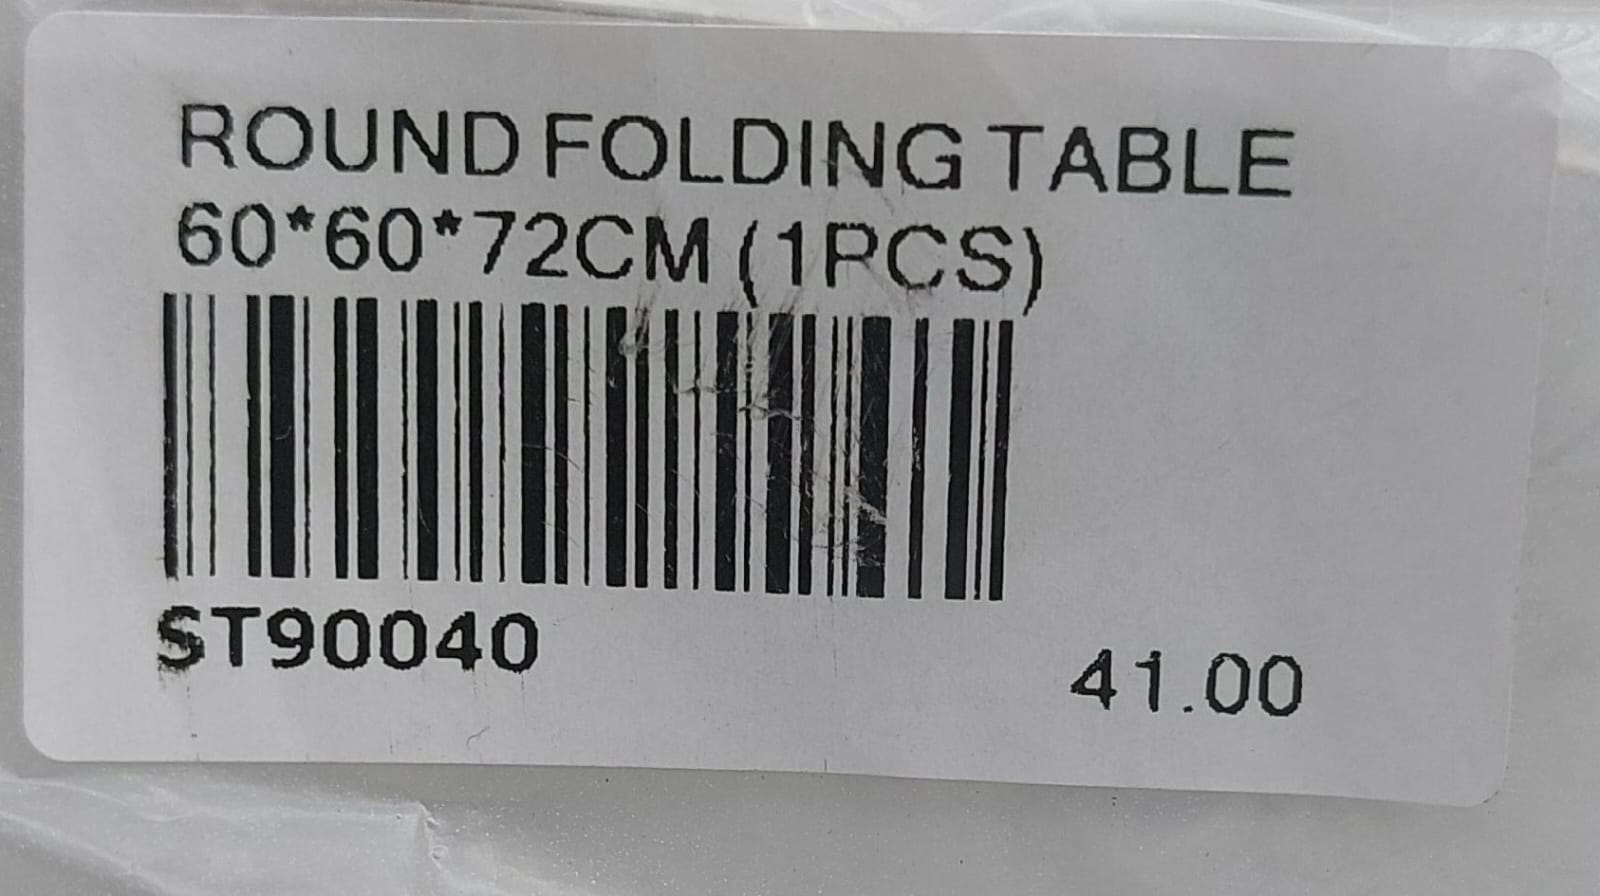 ROUND FOLDING TABLE
60*60*72CM (1PCS)
ST90040
41.00